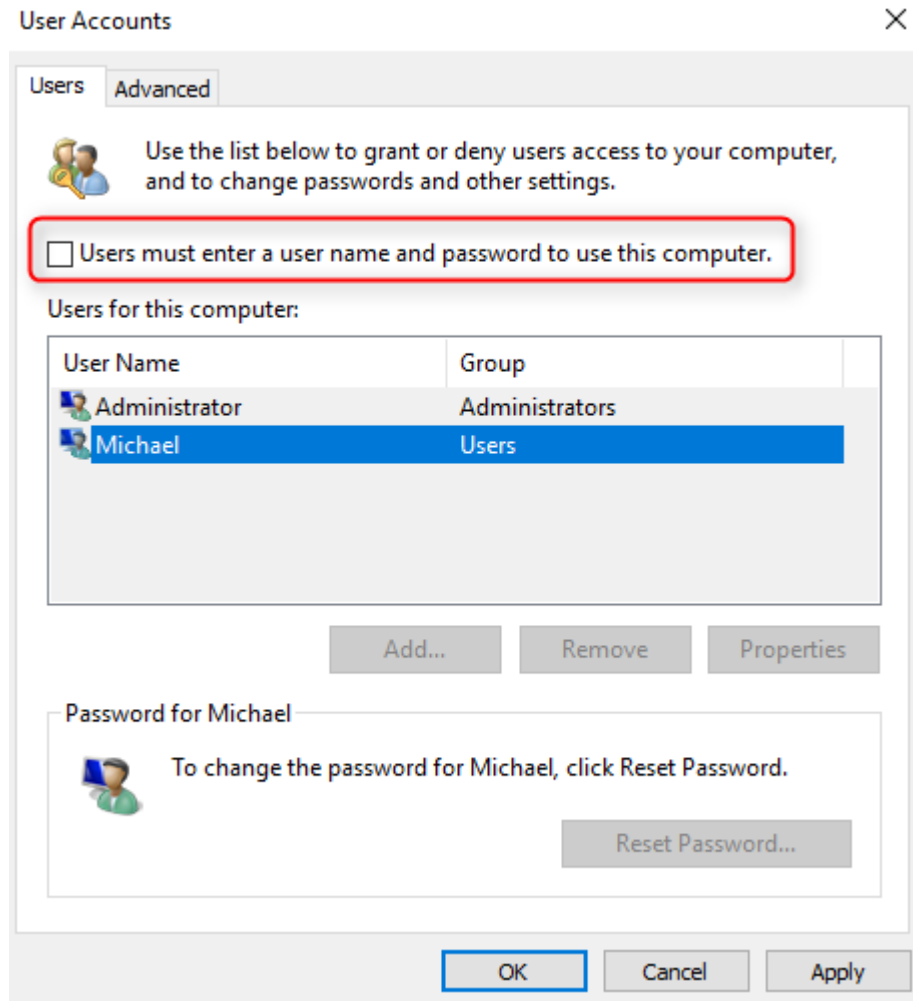 User Accounts
Users
Advanced
Use the list below to grant or deny users access to your computer,
and to change passwords and other settings.
Users must enter a user name and password to use this computer.
Users for this computer:
User Name Group
Administrator Administrators
Michael Users
Add... Remove Properties
Password for Michael
To change the password for Michael, click Reset Password.
Reset Password...
OK Cancel Apply